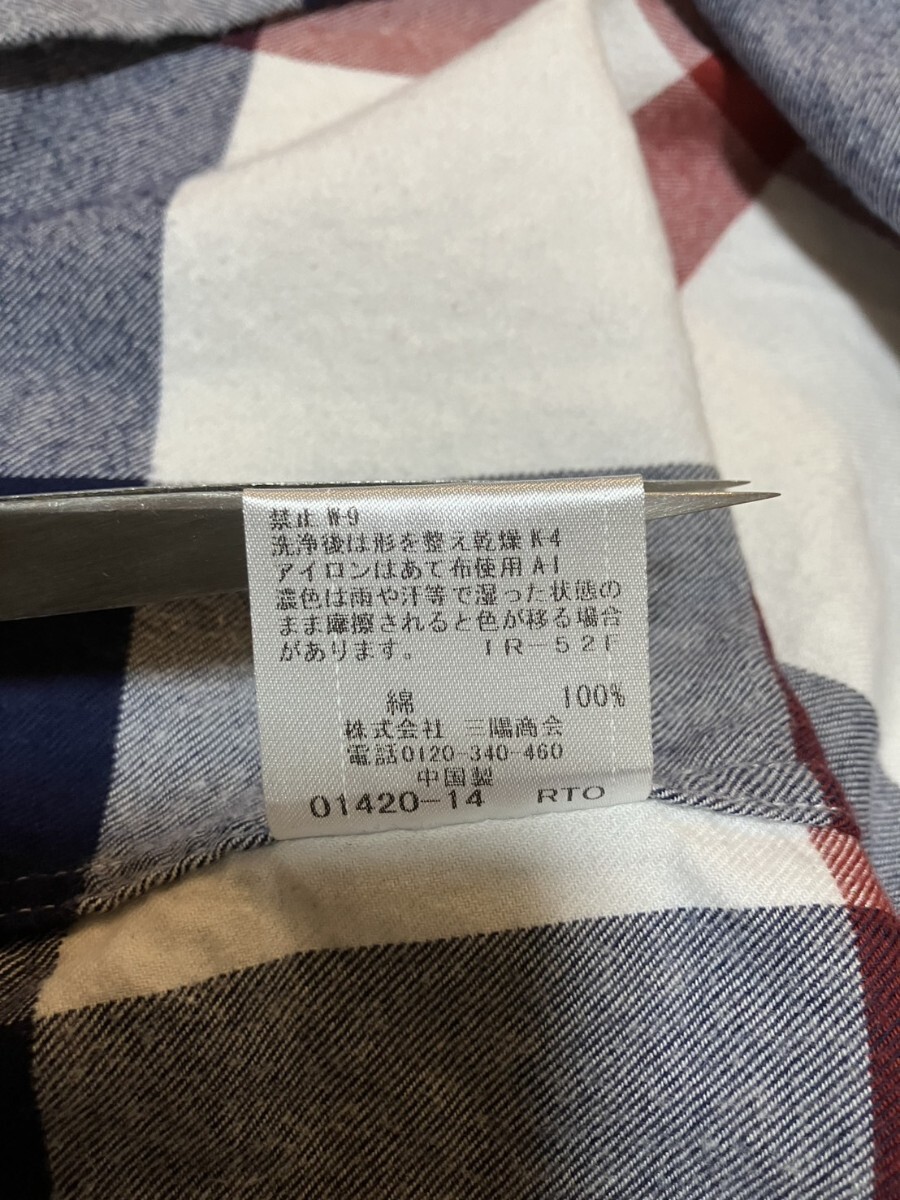 禁止 W-9
洗浄後は形を整え乾燥 K-4
アイロンはあて布使用 A-1
濃色は雨や汗等で湿った状態の
まま摩擦されると色が移る場合
があります。 IR-52F
綿 100%
株式会社 三陽商会
電話0120-340-460
中国製
01420-14 RTO